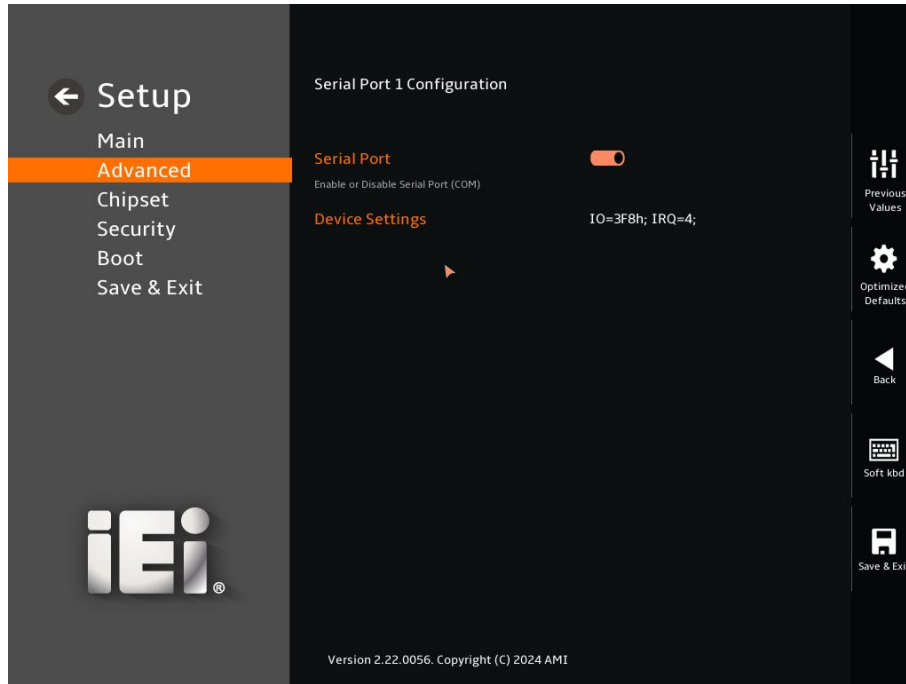 Setup
Main
Advanced
Chipset
Security
Boot
Save & Exit
iEi®
Serial Port 1 Configuration
Serial Port
Enable or Disable Serial Port (COM)
Device Settings IO=3F8h; IRQ=4;
Previous
Values
Optimized
Defaults
Back
Soft kbd
Save & Exi
Version 2.22.0056. Copyright (C) 2024 AMI